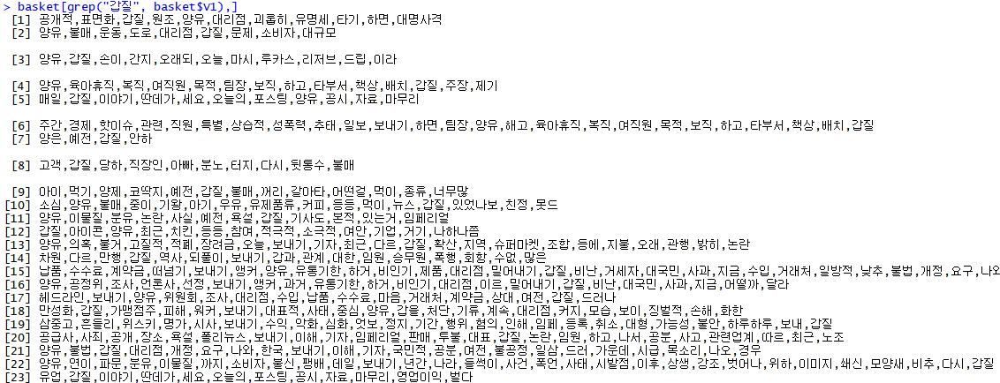 > basket[grep("갑질", basket$v1),]
[1] 공개적,표면화,갑질,원조,양유,대리점,괴롭히,유명세,타기,하면,대명사격
[2] 양유,불매,운동,도로,대리점,갑질,문제,소비자,대규모
[3] 양유,갑질,손이,간지,오래되,오늘,마시,루카스,리저브,드립,이라
[4] 양유,육아휴직,복직,여직원,목적,팀장,보직,하고,타부서,책상,배치,갑질,주장,제기
[5] 매일,갑질,이야기,딴데가,세요,오늘의,포스팅,양유,공시,자료,마무리
[6] 주간,경제,핫이슈,관련,직원,특별,상습적,성폭력,추태,일보,보내기,하면,팀장,양유,해고,육아휴직,복직,여직원,목적,보직,하고,타부서,책상,배치,갑질
[7] 양은,예전,갑질,안하
[8] 고객,갑질,당하,직장인,아빠,분노,터지,다시,뒷통수,불매
[9] 아이,먹기,양제,코딱지,예전,갑질,불매,꺼리,갈아타,어떤걸,먹이,종류,너무많
[10] 소심,양유,불매,중이,기왕,아기,우유,유제품류,커피,등등,먹이,뉴스,갑질,있었나보,친정,못드
[11] 양유,이물질,분유,논란,사실,예전,욕설,갑질,기사도,본적,있는거,임페리얼
[12] 갑질,아이콘,양유,최근,치킨,등등,참여,적극적,소극적,여안,기업,거기,나하나쯤
[13] 양유,의혹,불거,고질적,적폐,장려금,오늘,보내기,기자,최근,다르,갑질,확산,지역,슈퍼마켓,조합,등에,지불,오래,관행,밝히,논란
[14] 차원,다르,만행,갑질,역사,되풀이,보내기,갑과,관계,대한,임원,승무원,폭행,회항,수없,많은
[15] 납품,수수료,계약금,떠넘기,보내기,앵커,양유,유통기한,하거,비인기,제품,대리점,밀어내기,갑질,비난,거세자,대국민,사과,지금,수입,거래처,일방적,낮추,불법,개정,요구,나오
[16] 양유,공정위,조사,언론사,선정,보내기,앵커,과거,유통기한,하거,비인기,대리점,이르,밀어내기,갑질,비난,대국민,사과,지금,어떨까,달라
[17] 헤드라인,보내기,양유,위원회,조사,대리점,수입,납품,수수료,마음,거래처,계약금,상대,여전,갑질,드러나
[18] 만성화,갑질,가맹점주,피해,워커,보내기,대표적,사태,중심,양유,갑을,처단,기류,계속,대리점,커지,모습,보이,징벌적,손해,화한
[19] 삼중고,흔들리,위스키,명가,시사,보내기,수익,악화,심화,엇보,정지,기간,행위,혐의,인해,임페,등록,취소,대형,가능성,불안,하루하루,보내,갑질
[20] 공급사,사죄,공개,장소,욕설,폴리뉴스,보내기,이해,기자,임페리얼,판매,투불,대표,갑질,논란,임원,하고,나서,공분,사고,관련업계,따르,최근,노조
[21] 양유,불법,갑질,대리점,개정,요구,나와,한국,보내기,이해,기자,국민적,공분,여전,불공정,일삼,드러,가운데,시급,목소리,나오,경우
[22] 양유,연이,파문,분유,이물질,까지,소비자,불신,팽배,데일,보내기,년간,나라,들썩이,사건,폭언,사태,시발점,이후,상생,강조,벗어나,위하,이미지,쇄신,모양새,비추,다시,갑질
[23] 유업,갑질,이야기,딴데가,세요,오늘의,포스팅,공시,자료,마무리,영업이익,벌다